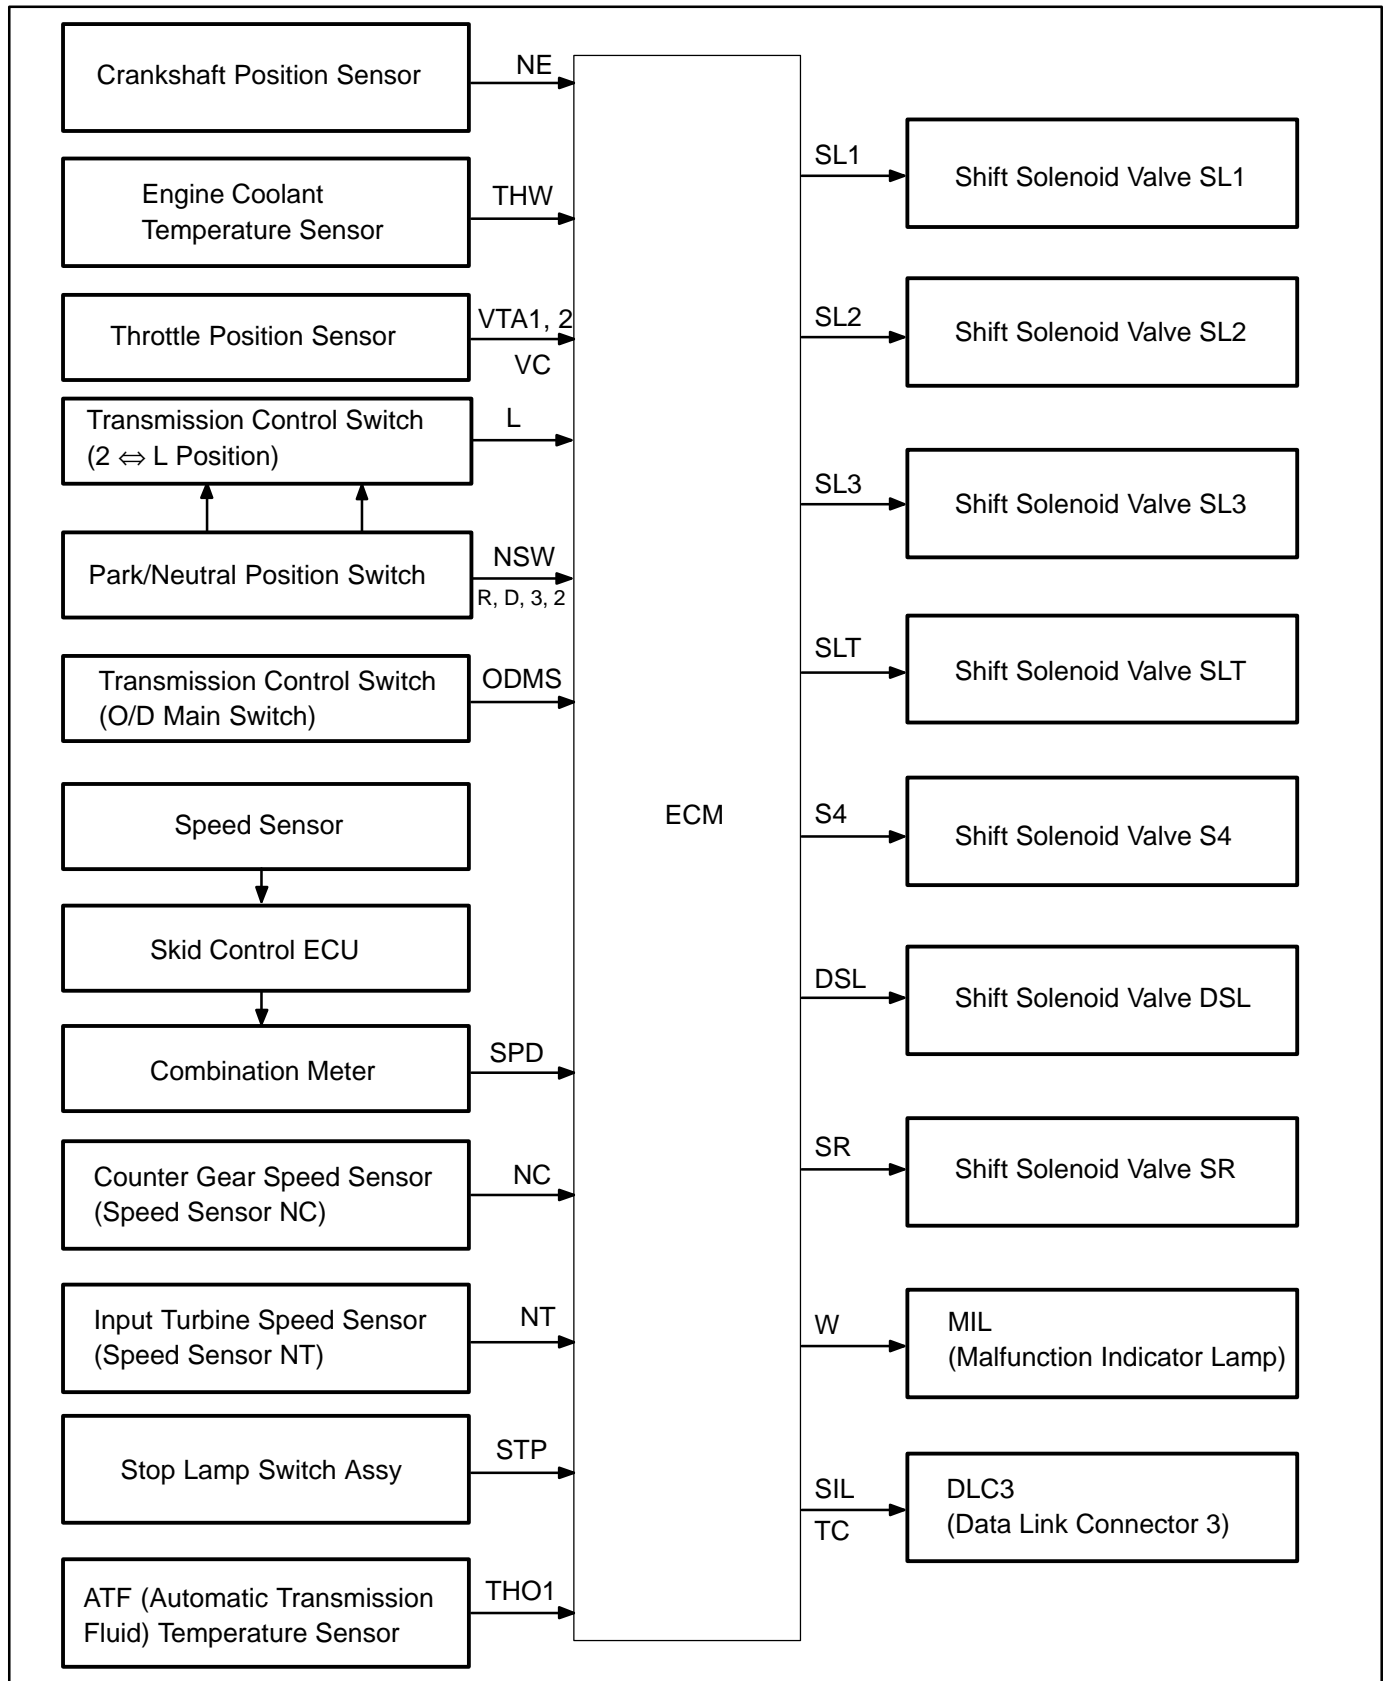 Crankshaft Position Sensor
NE
Engine Coolant
Temperature Sensor
THW
Throttle Position Sensor
VTA1, 2
VC
Transmission Control Switch
(2 ⇔ L Position)
L
Park/Neutral Position Switch
NSW
R, D, 3, 2
Transmission Control Switch
(O/D Main Switch)
ODMS
Speed Sensor
Skid Control ECU
Combination Meter
SPD
Counter Gear Speed Sensor
(Speed Sensor NC)
NC
Input Turbine Speed Sensor
(Speed Sensor NT)
NT
Stop Lamp Switch Assy
STP
ATF (Automatic Transmission
Fluid) Temperature Sensor
THO1
ECM
SL1
Shift Solenoid Valve SL1
SL2
Shift Solenoid Valve SL2
SL3
Shift Solenoid Valve SL3
SLT
Shift Solenoid Valve SLT
S4
Shift Solenoid Valve S4
DSL
Shift Solenoid Valve DSL
SR
Shift Solenoid Valve SR
W
MIL
(Malfunction Indicator Lamp)
SIL
TC
DLC3
(Data Link Connector 3)